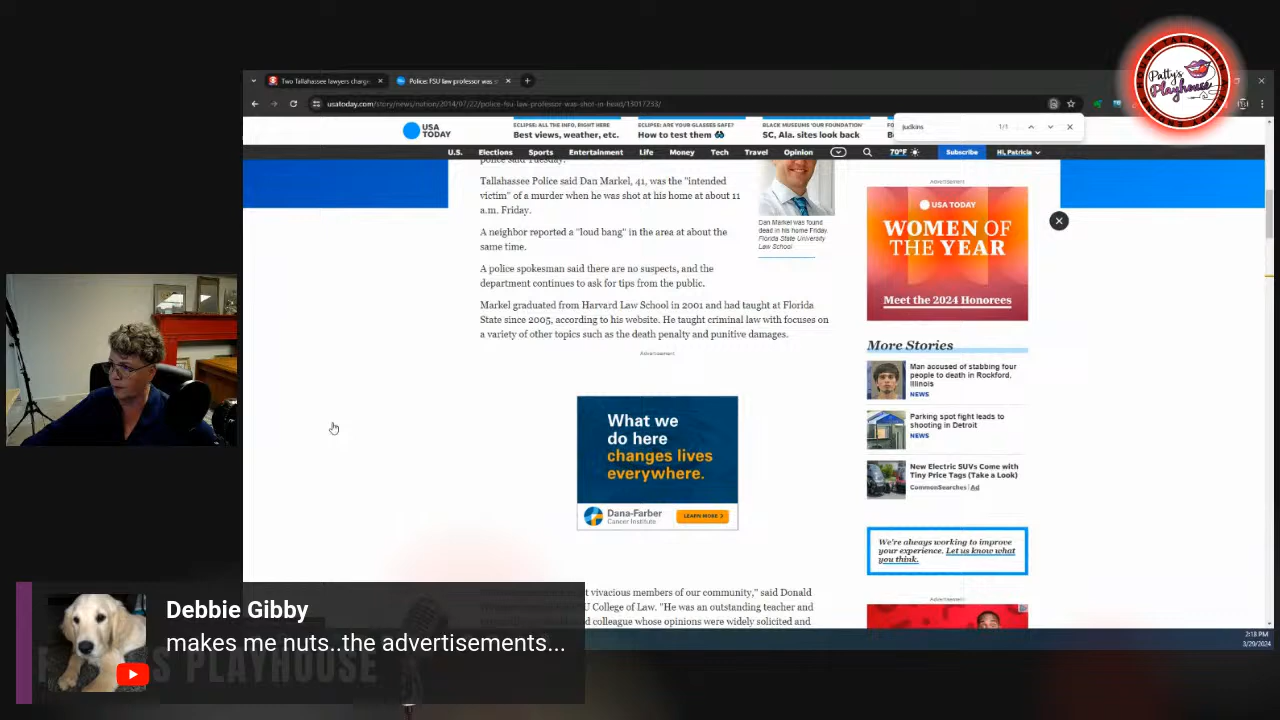 Two Tallahassee lawyers charge
Police: FSU law professor was s
usatoday.com/story/news/nation/2014/07/22/police-fsu-law-professor-was-shot-in-head/13017233/
Patty's
Playhouse
judkins
1/1
USA
TODAY
ECLIPSE: ALL THE INFO, RIGHT HERE
Best views, weather, etc.
ECLIPSE: ARE YOUR GLASSES SAFE?
How to test them
BLACK MUSEUMS 'OUR FOUNDATION'
SC, Ala. sites look back
U.S. Elections Sports Entertainment Life Money Tech Travel Opinion
70°F
Subscribe
Hi, Patricia
police said Tuesday.
Tallahassee Police said Dan Markel, 41, was the "intended
victim" of a murder when he was shot at his home at about 11
a.m. Friday.
A neighbor reported a "loud bang" in the area at about the
same time.
A police spokesman said there are no suspects, and the
department continues to ask for tips from the public.
Markel graduated from Harvard Law School in 2001 and had taught at Florida
State since 2005, according to his website. He taught criminal law with focuses on
a variety of other topics such as the death penalty and punitive damages.
Dan Markel was found
dead in his home Friday.
Florida State University
Law School
Advertisement
What we
do here
changes lives
everywhere.
Dana-Farber
Cancer Institute
LEARN MORE
vivacious members of our community," said Donald
College of Law. "He was an outstanding teacher and
colleague whose opinions were widely solicited and
Advertisement
USA TODAY
WOMEN OF
THE YEAR
Meet the 2024 Honorees
More Stories
Man accused of stabbing four
people to death in Rockford,
Illinois
NEWS
Parking spot fight leads to
shooting in Detroit
NEWS
New Electric SUVs Come with
Tiny Price Tags (Take a Look)
CommonSearches | Ad
We're always working to improve
your experience. Let us know what
you think.
Advertisement
2:18 PM
3/29/2024
Debbie Gibby
makes me nuts..the advertisements...
S PLAYHOUSE